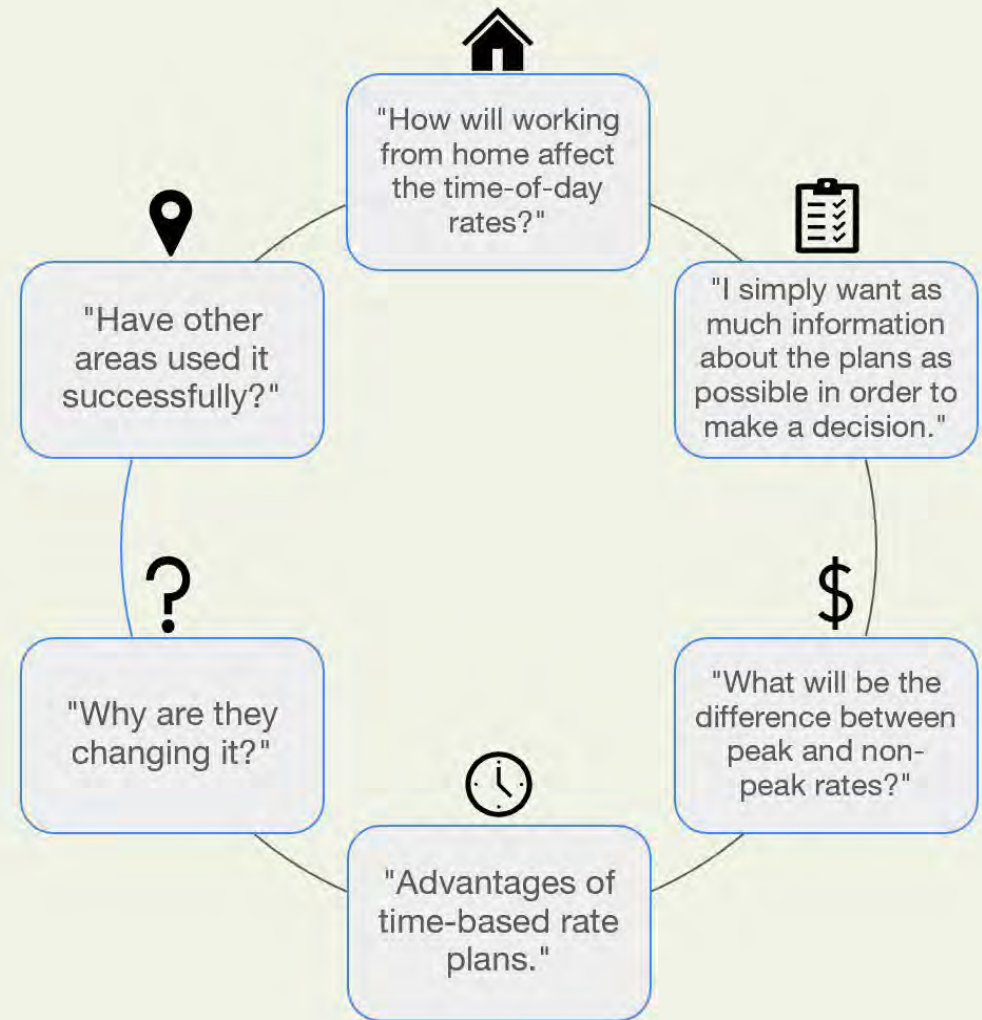 "How will working
from home affect
the time-of-day
rates?"
"I simply want as
much information
about the plans as
possible in order to
make a decision."
"What will be the
difference between
peak and non-
peak rates?"
"Advantages of
time-based rate
plans."
"Why are they
changing it?"
"Have other
areas used it
successfully?"